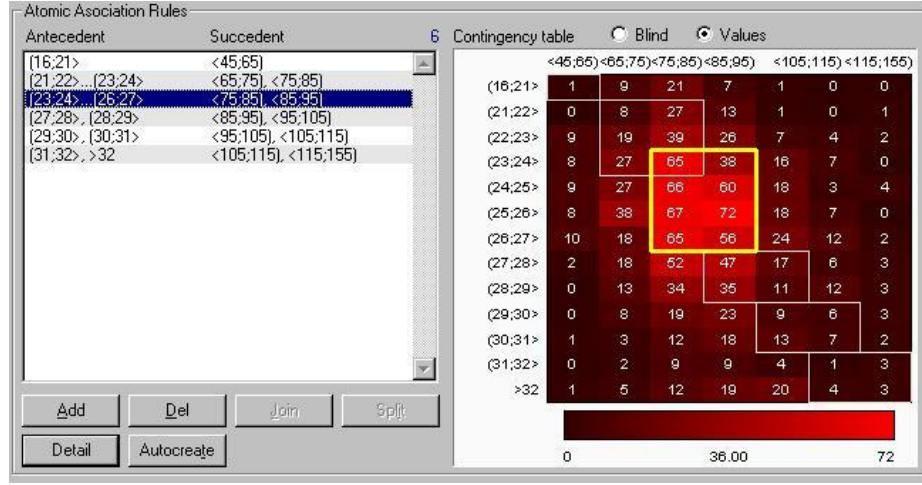 Atomic Asociation Rules
Antecedent Succedent 6
(16;21> <45;65)
(21;22>...(23;24> <65;75), <75;85)
(23;24>...(26;27> <75;85), <85;95)
(27;28>, (28;29> <85;95), <95;105)
(29;30>, (30;31> <95;105), <105;115)
(31;32>, >32 <105;115), <115;155)
Add Del Join Split
Detail Autocreate
Contingency table Blind Values
<45;65)<65;75)<75;85)<85;95) <105;115)<115;155)
(16;21> 1 9 21 7 1 0 0
(21;22> 0 8 27 13 1 0 1
(22;23> 9 19 39 26 7 4 2
(23;24> 8 27 65 38 16 7 0
(24;25> 9 27 66 60 18 3 4
(25;26> 8 38 67 72 18 7 0
(26;27> 10 18 65 56 24 12 2
(27;28> 2 18 52 47 17 6 3
(28;29> 0 13 34 35 11 12 3
(29;30> 0 8 19 23 9 6 3
(30;31> 1 3 12 18 13 7 2
(31;32> 0 2 9 9 4 1 3
>32 1 5 12 19 20 4 3
0 36.00 72